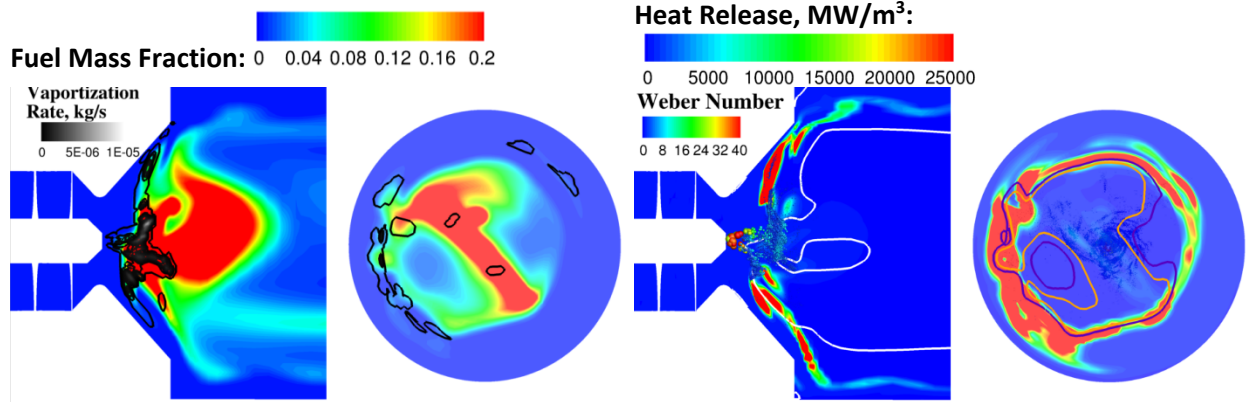 Fuel Mass Fraction:
0 0.04 0.08 0.12 0.16 0.2
Vaportization
Rate, kg/s
0 5E-06 1E-05
Heat Release, MW/m³:
0 5000 10000 15000 20000 25000
Weber Number
0 8 16 24 32 40